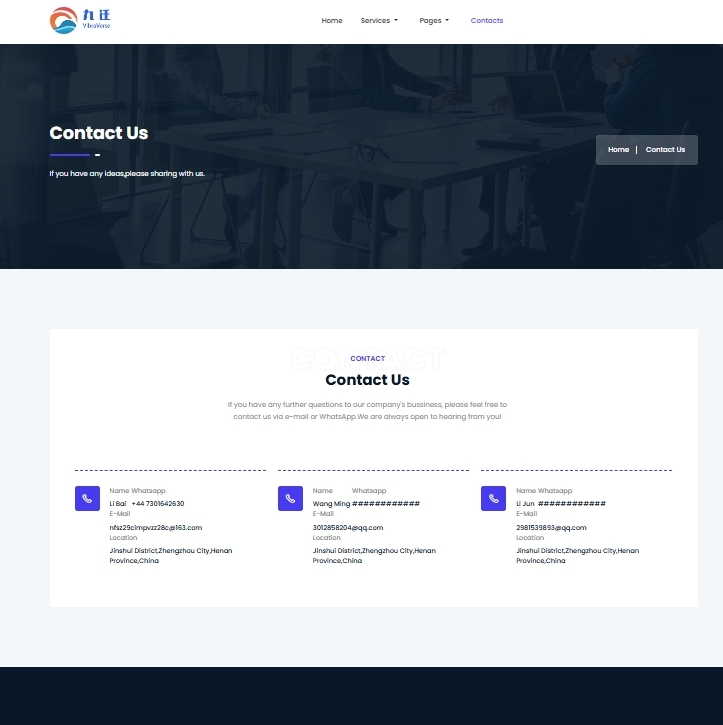 九迁
VibraVerse
Home Services Pages Contacts
Contact Us
If you have any ideas,please sharing with us.
Home | Contact Us
CONTACT
CONTACT
Contact Us
If you have any further questions to our company's bussiness, please feel free to
contact us via e-mail or WhatsApp.We are always open to hearing from you!
Name Whatsapp
Li Bai +44 7301642630
E-Mail
nfsz29cimpvzz28c@163.com
Location
Jinshui District,Zhengzhou City,Henan
Province,China
Name Whatsapp
Wang Ming ############
E-Mail
3012858204@qq.com
Location
Jinshui District,Zhengzhou City,Henan
Province,China
Name Whatsapp
Li Jun ############
E-Mail
2981539893@qq.com
Location
Jinshui District,Zhengzhou City,Henan
Province,China